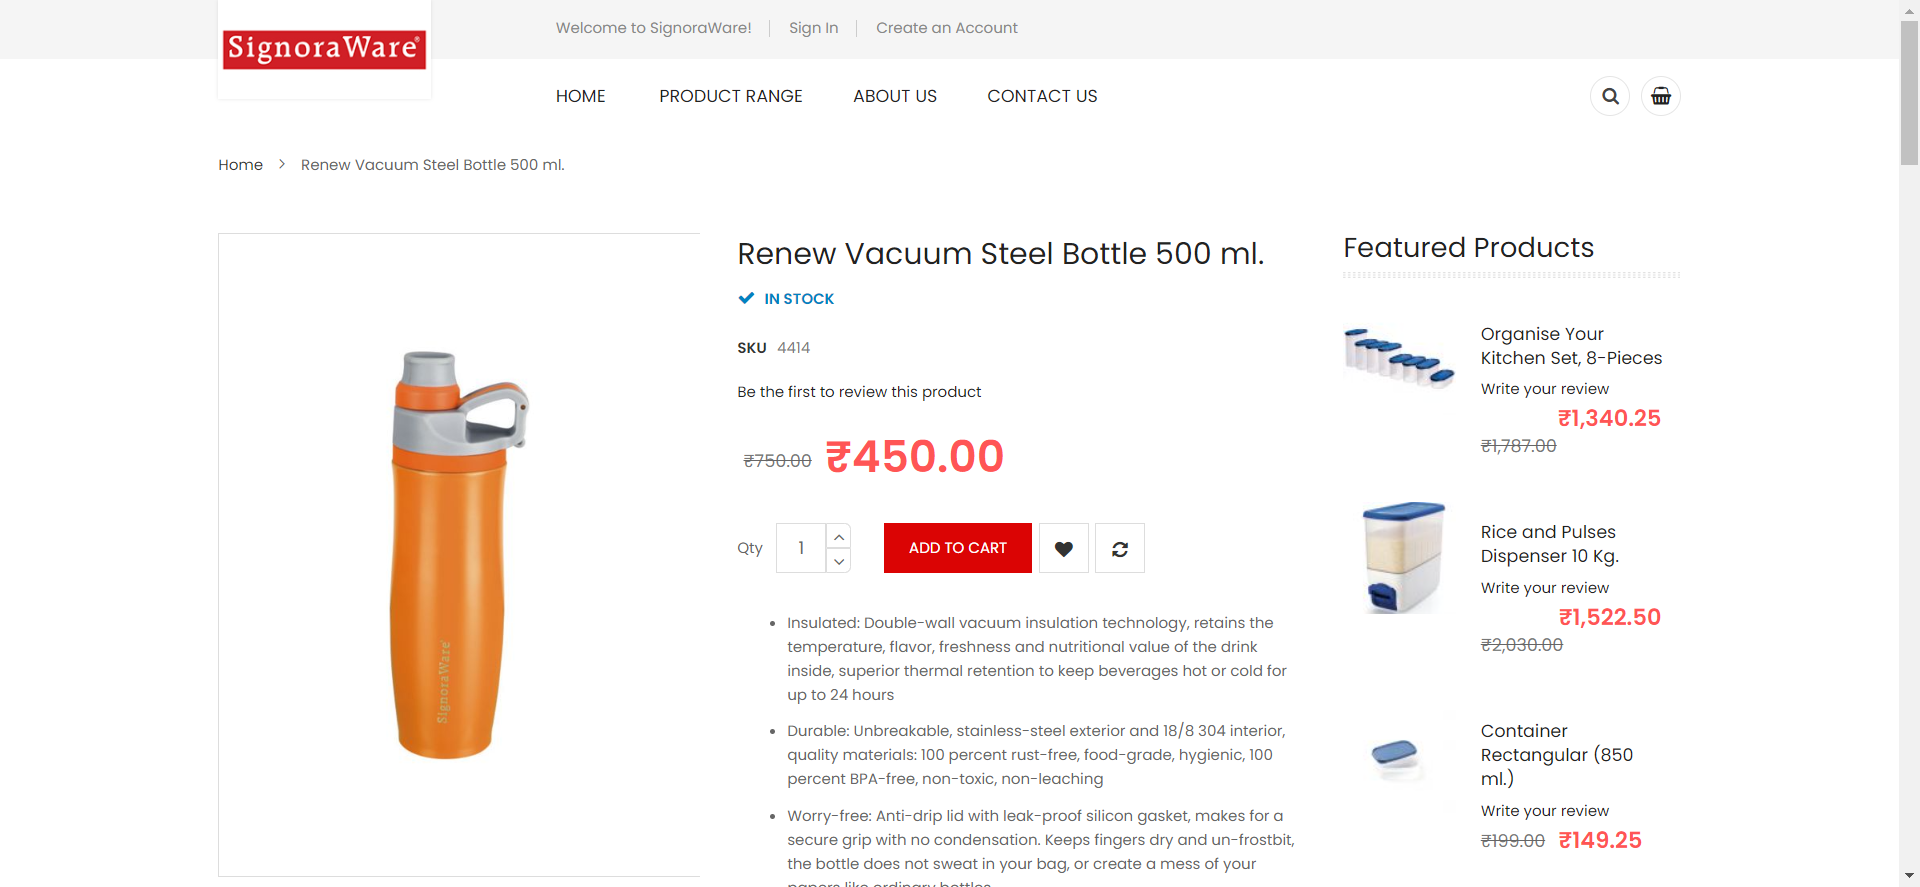 SignoraWare®
Welcome to SignoraWare!
Sign In
Create an Account
HOME
PRODUCT RANGE
ABOUT US
CONTACT US
Home > Renew Vacuum Steel Bottle 500 ml.
SignoraWare
Renew Vacuum Steel Bottle 500 ml.
IN STOCK
SKU 4414
Be the first to review this product
₹750.00 ₹450.00
Qty 1 ADD TO CART
• Insulated: Double-wall vacuum insulation technology, retains the
temperature, flavor, freshness and nutritional value of the drink
inside, superior thermal retention to keep beverages hot or cold for
up to 24 hours
• Durable: Unbreakable, stainless-steel exterior and 18/8 304 interior,
quality materials: 100 percent rust-free, food-grade, hygienic, 100
percent BPA-free, non-toxic, non-leaching
• Worry-free: Anti-drip lid with leak-proof silicon gasket, makes for a
secure grip with no condensation. Keeps fingers dry and un-frostbit,
the bottle does not sweat in your bag, or create a mess of your
papers like ordinary bottles
Featured Products
Organise Your
Kitchen Set, 8-Pieces
Write your review
₹1,340.25
₹1,787.00
Rice and Pulses
Dispenser 10 Kg.
Write your review
₹1,522.50
₹2,030.00
Container
Rectangular (850
ml.)
Write your review
₹199.00 ₹149.25